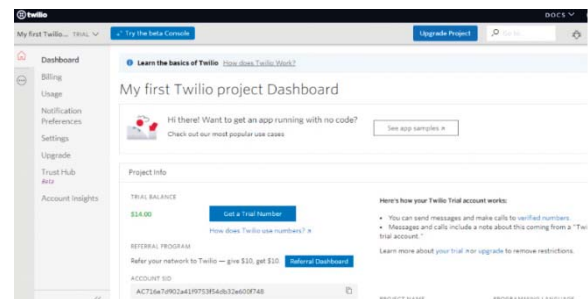 twilio
DOCS
My first Twilio... TRIAL
Try the beta Console
Upgrade Project
Go to
Dashboard
Billing
Usage
Notification
Preferences
Settings
Upgrade
Trust Hub
Beta
Account Insights
Learn the basics of Twilio How does Twilio Work?
My first Twilio project Dashboard
Hi there! Want to get an app running with no code?
Check out our most popular use cases
See app samples »
Project Info
TRIAL BALANCE
$14.00
Get a Trial Number
How does Twilio use numbers?
REFERRAL PROGRAM
Refer your network to Twilio — give $10, get $10
Referral Dashboard
ACCOUNT SID
Here's how your Twilio Trial account works:
• You can send messages and make calls to verified numbers.
• Messages and calls include a note about this coming from a "Twi
trial account."
Learn more about your trial or upgrade to remove restrictions.
PROJECT NAME
PROGRAMMING LANGUAGE